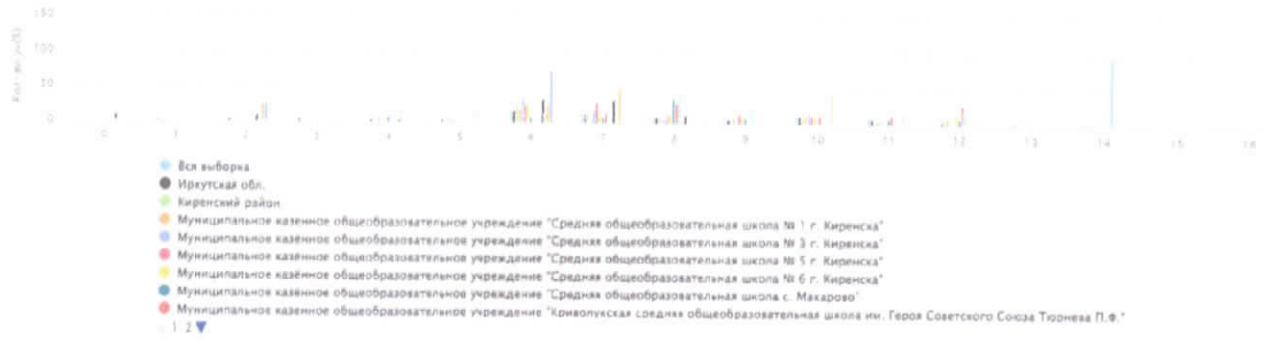 150
100
50
0
0 1 2 3 4 5 6 7 8 9 10 11 12 13 14 15 16
Вся выборка
Иркутская обл.
Киренский район
Муниципальное казенное общеобразовательное учреждение "Средняя общеобразовательная школа № 1 г. Киренска"
Муниципальное казённое общеобразовательное учреждение "Средняя общеобразовательная школа № 3 г. Киренска"
Муниципальное казённое общеобразовательное учреждение "Средняя общеобразовательная школа № 5 г. Киренска"
Муниципальное казённое общеобразовательное учреждение "Средняя общеобразовательная школа № 6 г. Киренска"
Муниципальное казённое общеобразовательное учреждение "Средняя общеобразовательная школа с. Макарово"
Муниципальное казенное общеобразовательное учреждение "Криволукская средняя общеобразовательная школа им. Героя Советского Союза Тюрнева П.Ф."
1 2